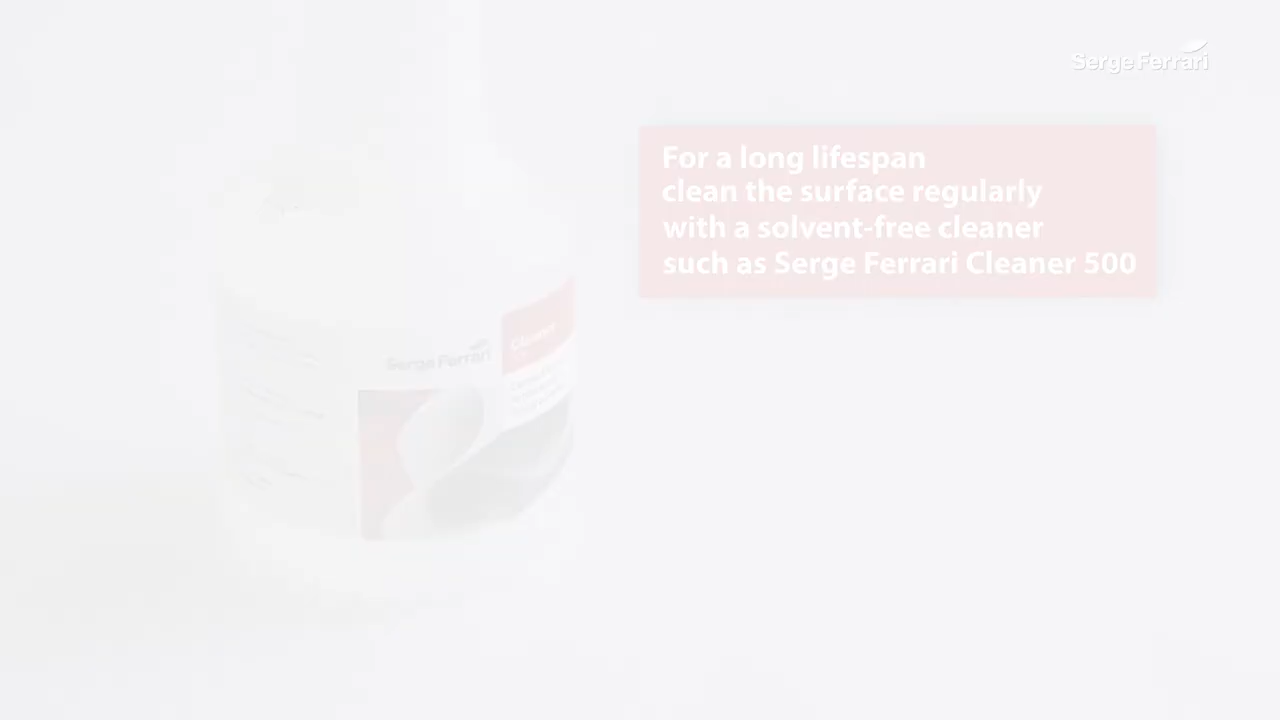 Serge Ferrari
For a long lifespan
clean the surface regularly
with a solvent-free cleaner
such as Serge Ferrari Cleaner 500
Serge Ferrari
Cleaner